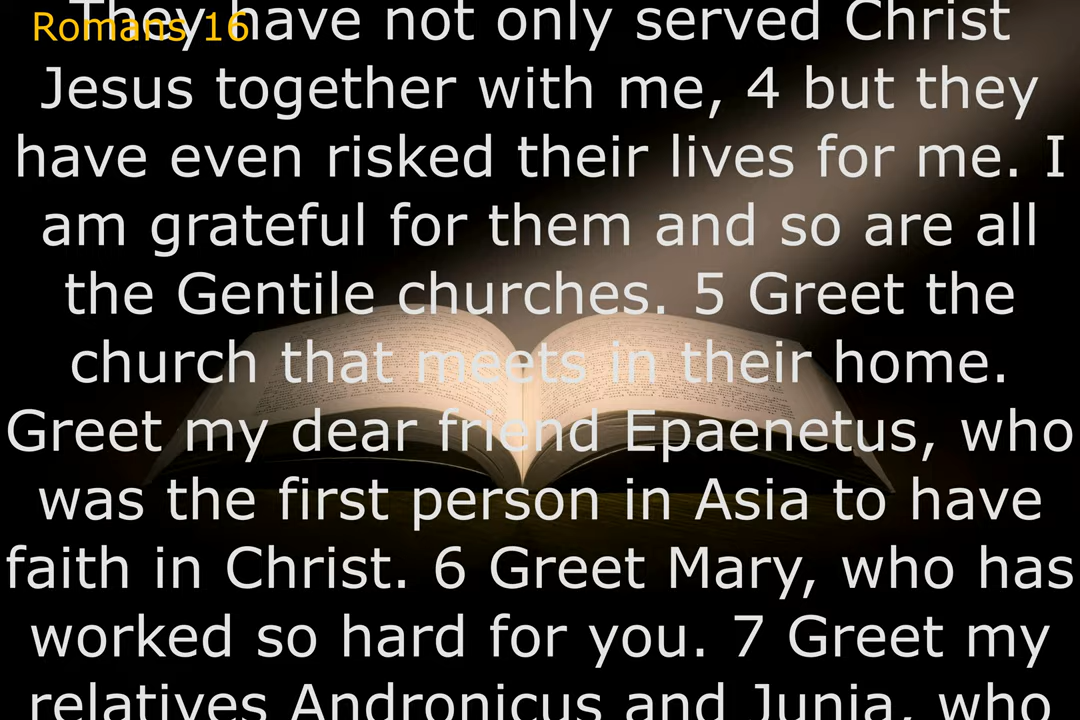 Romans 16
They have not only served Christ
Jesus together with me, 4 but they
have even risked their lives for me. I
am grateful for them and so are all
the Gentile churches. 5 Greet the
church that meets in their home.
Greet my dear friend Epaenetus, who
was the first person in Asia to have
faith in Christ. 6 Greet Mary, who has
worked so hard for you. 7 Greet my
relatives Andronicus and Junia, who